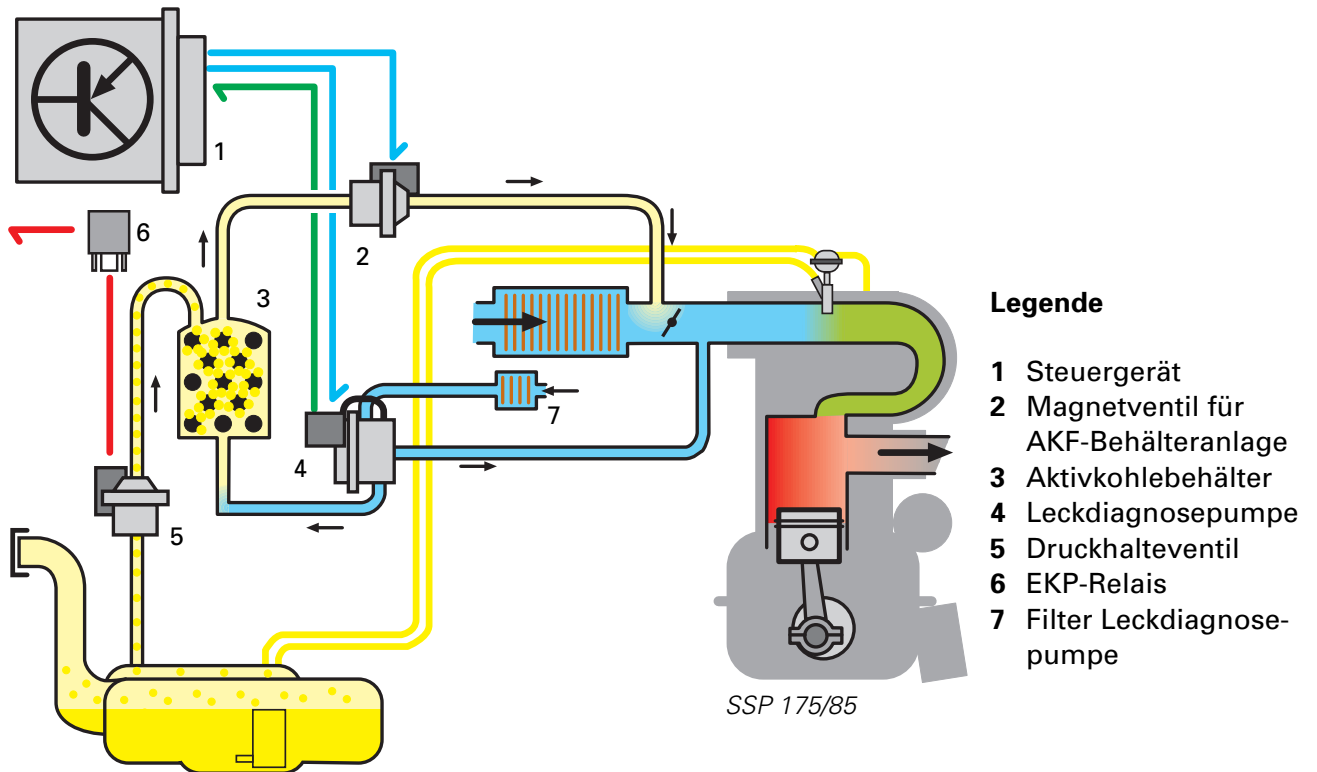 1
6
2
3
7
4
5
Legende
1 Steuergerät
2 Magnetventil für
AKF-Behälteranlage
3 Aktivkohlebehälter
4 Leckdiagnosepumpe
5 Druckhalteventil
6 EKP-Relais
7 Filter Leckdiagnose-
pumpe
SSP 175/85